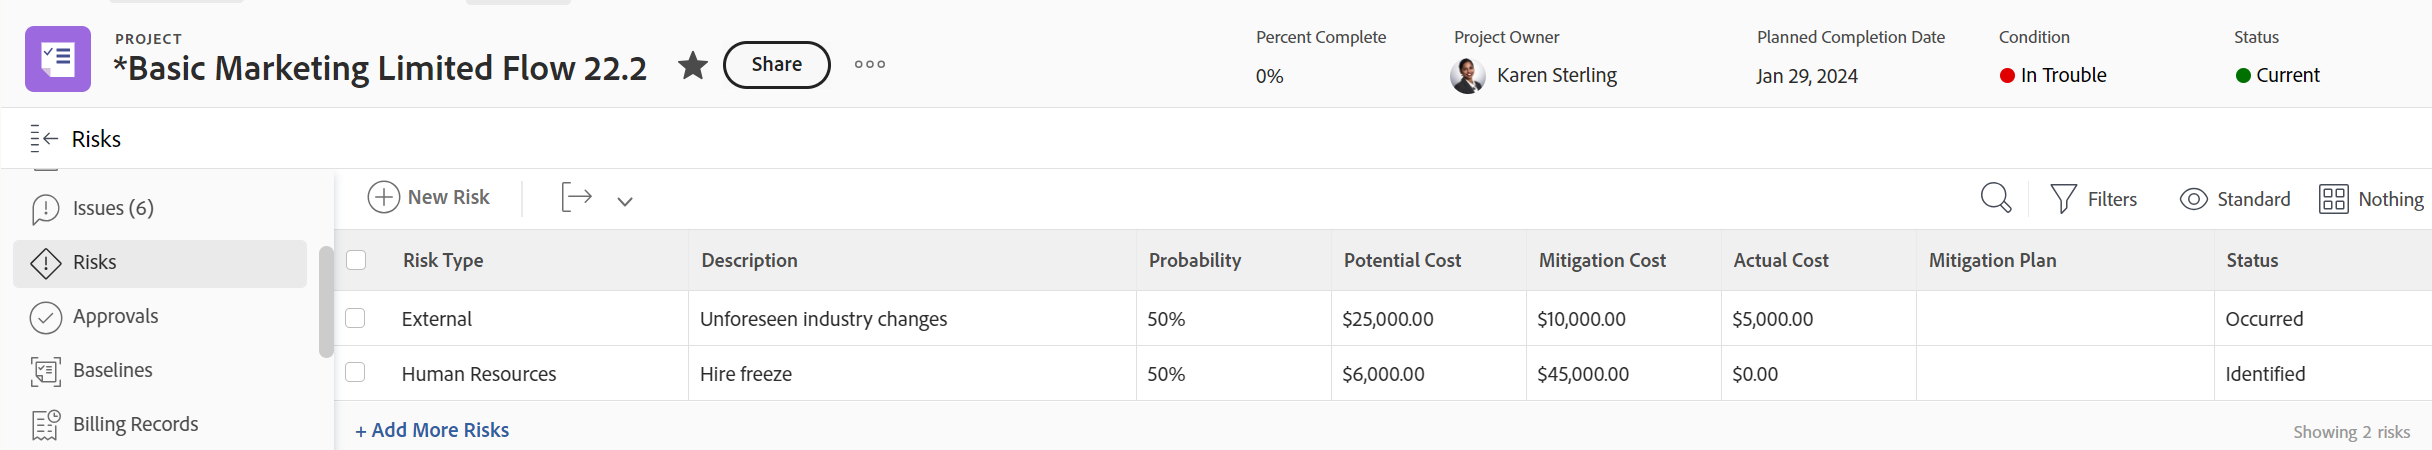 PROJECT
*Basic Marketing Limited Flow 22.2
Share
Percent Complete
0%
Project Owner
Karen Sterling
Planned Completion Date
Jan 29, 2024
Condition
In Trouble
Status
Current
Risks
Issues (6)
Risks
Approvals
Baselines
Billing Records
New Risk
Filters
Standard
Nothing
Risk Type Description Probability Potential Cost Mitigation Cost Actual Cost Mitigation Plan Status
External Unforeseen industry changes 50% $25,000.00 $10,000.00 $5,000.00 Occurred
Human Resources Hire freeze 50% $6,000.00 $45,000.00 $0.00 Identified
+ Add More Risks
Showing 2 risks